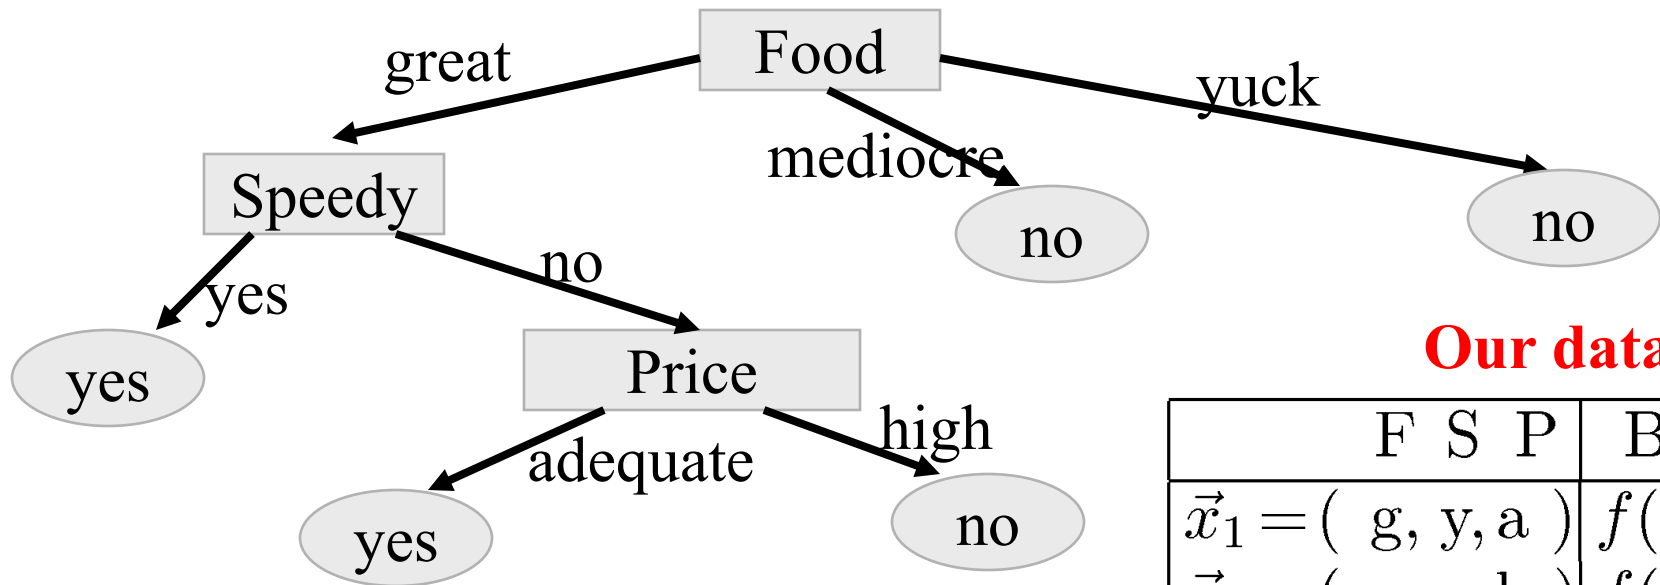 Food
great
yuck
mediocre
Speedy
no
no
no
yes
Our data
Price
yes
high
F S P B
adequate
x⃗₁ = ( g, y, a ) f(
no
yes